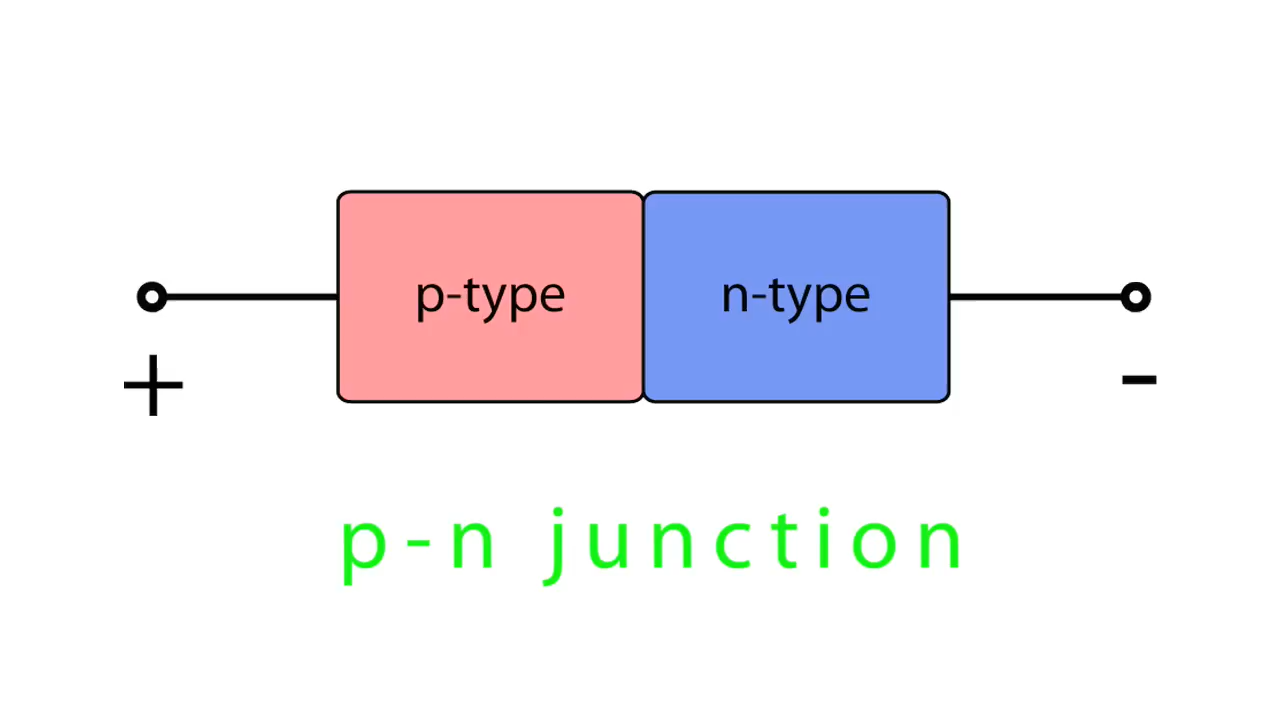 p-type n-type
+ -
p-n junction